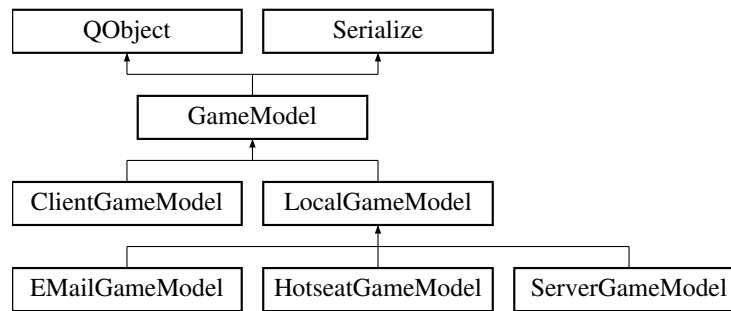 QObject Serialize
GameModel
ClientGameModel LocalGameModel
EMailGameModel HotseatGameModel ServerGameModel